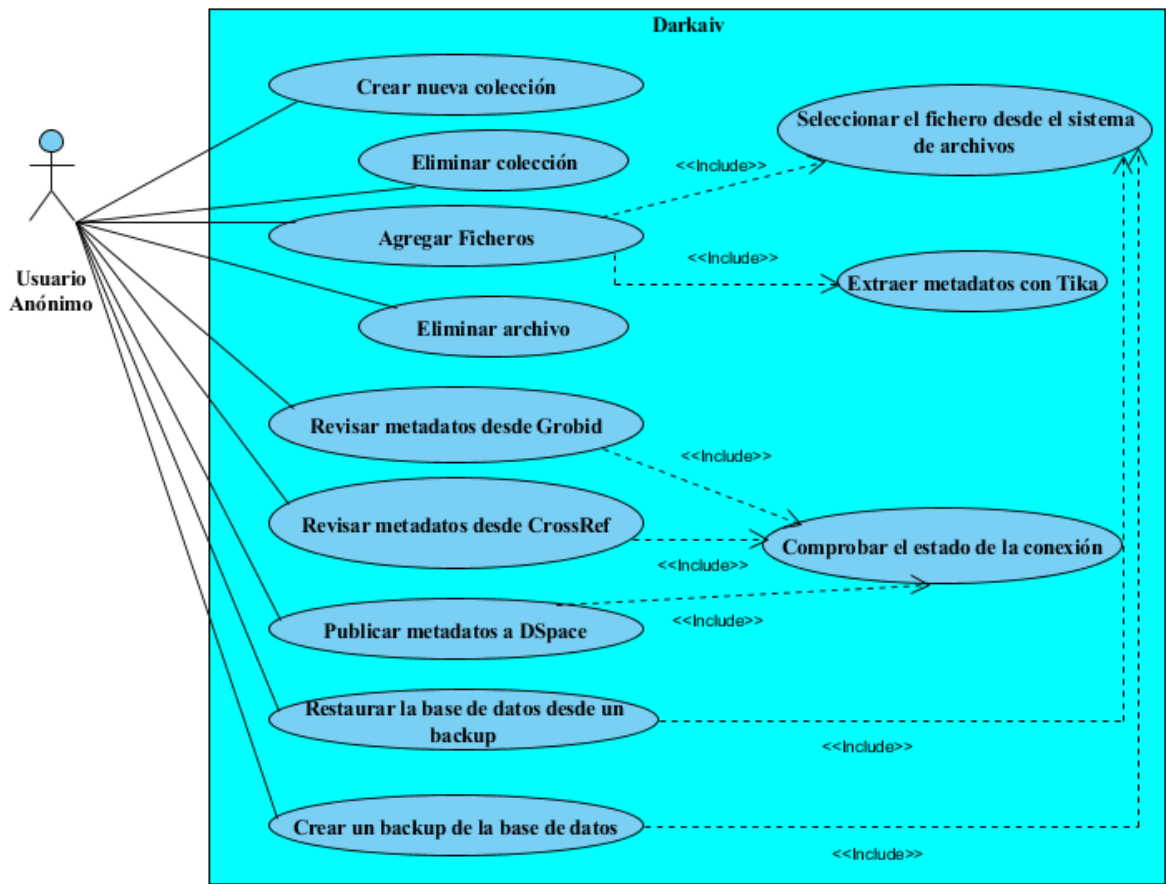 Darkaiv
Crear nueva colección
Seleccionar el fichero desde el sistema
de archivos
Eliminar colección
<<Include>>
Agregar Ficheros
<<Include>>
Usuario
Anónimo
Extraer metadatos con Tika
Eliminar archivo
Revisar metadatos desde Grobid
<<Include>>
Revisar metadatos desde CrossRef
Comprobar el estado de la conexión
<<Include>>
Publicar metadatos a DSpace
<<Include>>
Restaurar la base de datos desde un
backup
<<Include>>
Crear un backup de la base de datos
<<Include>>